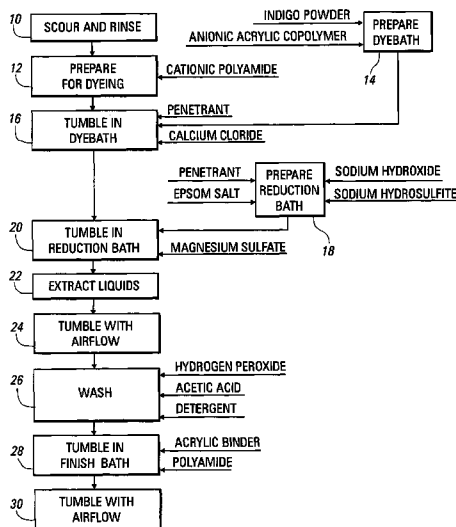 10
SCOUR AND RINSE
INDIGO POWDER
ANIONIC ACRYLIC COPOLYMER
PREPARE
DYEBATH
14
12
PREPARE
FOR DYEING
CATIONIC POLYAMIDE
16
TUMBLE IN
DYEBATH
PENETRANT
CALCIUM CLORIDE
PENETRANT
EPSOM SALT
PREPARE
REDUCTION
BATH
SODIUM HYDROXIDE
SODIUM HYDROSULFITE
18
20
TUMBLE IN
REDUCTION BATH
MAGNESIUM SULFATE
22
EXTRACT LIQUIDS
24
TUMBLE WITH
AIRFLOW
26
WASH
HYDROGEN PEROXIDE
ACETIC ACID
DETERGENT
28
TUMBLE IN
FINISH BATH
ACRYLIC BINDER
POLYAMIDE
30
TUMBLE WITH
AIRFLOW